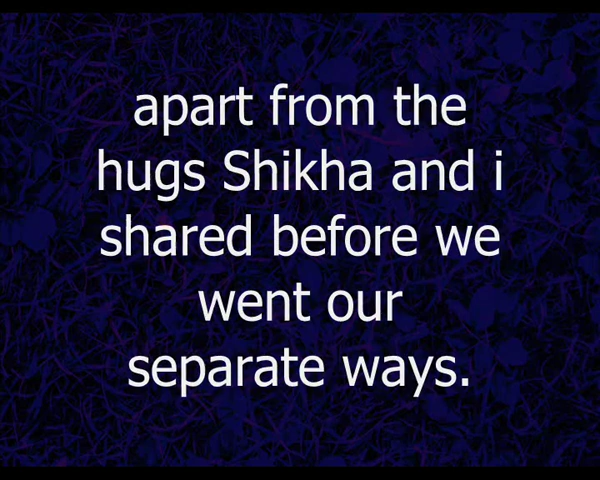 apart from the
hugs Shikha and i
shared before we
went our
separate ways.